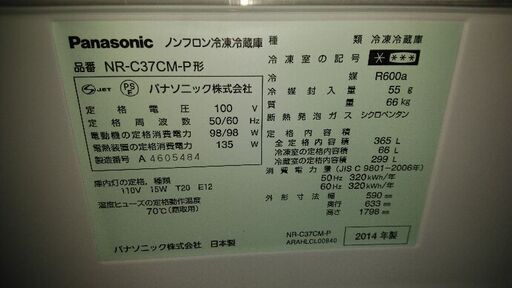 Panasonic ノンフロン冷凍冷蔵庫
品番 NR-C37CM-P形
JET PSE パナソニック株式会社
定格電圧 100 V
定格周波数 50/60 Hz
電動機の定格消費電力 98/98 W
電熱装置の定格消費電力 135 W
製造番号 A 4605484
庫内灯の定格、種類
110V 15W T20 E12
温度ヒューズの定格動作温度
70℃(蒸取用)
パナソニック株式会社 日本製
種類 冷凍冷蔵庫
冷凍室の記号
冷媒 R600a
冷媒封入量 55 g
質量 66 kg
断熱発泡ガス シクロペンタン
定格内容積
全定格内容積 365 L
冷凍室の定格内容積 66 L
冷蔵室の定格内容積 299 L
消費電力量(JIS C 9801-2006年)
50Hz 320 kWh/年
60Hz 320 kWh/年
外形寸法 幅 590 mm
奥行 633 mm
高さ 1798 mm
NR-C37CM-P
ARAHLCL00840
2014年製